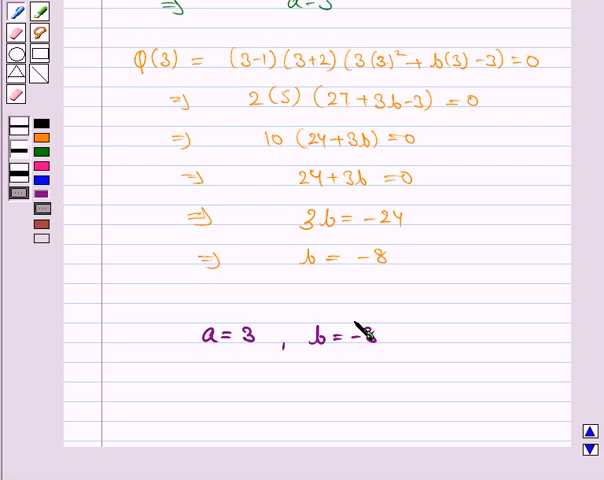 => a=3
φ(3) = (3-1) (3+2) (3(3)² + b(3) -3) = 0
=> 2(5) (27+3b-3) = 0
=> 10 (24+3b) = 0
=> 24+3b = 0
=> 3b = -24
=> b = -8
a = 3 , b = -8